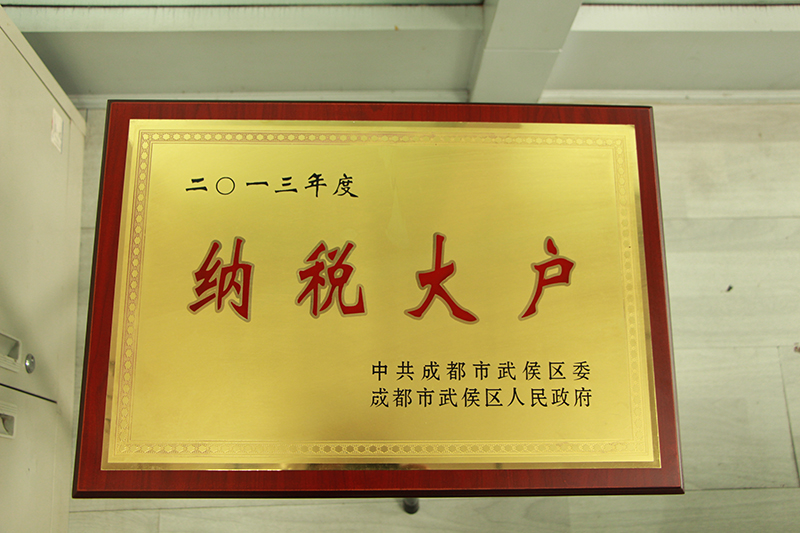 二〇一三年度
纳税大户
中共成都市武侯区委
成都市武侯区人民政府